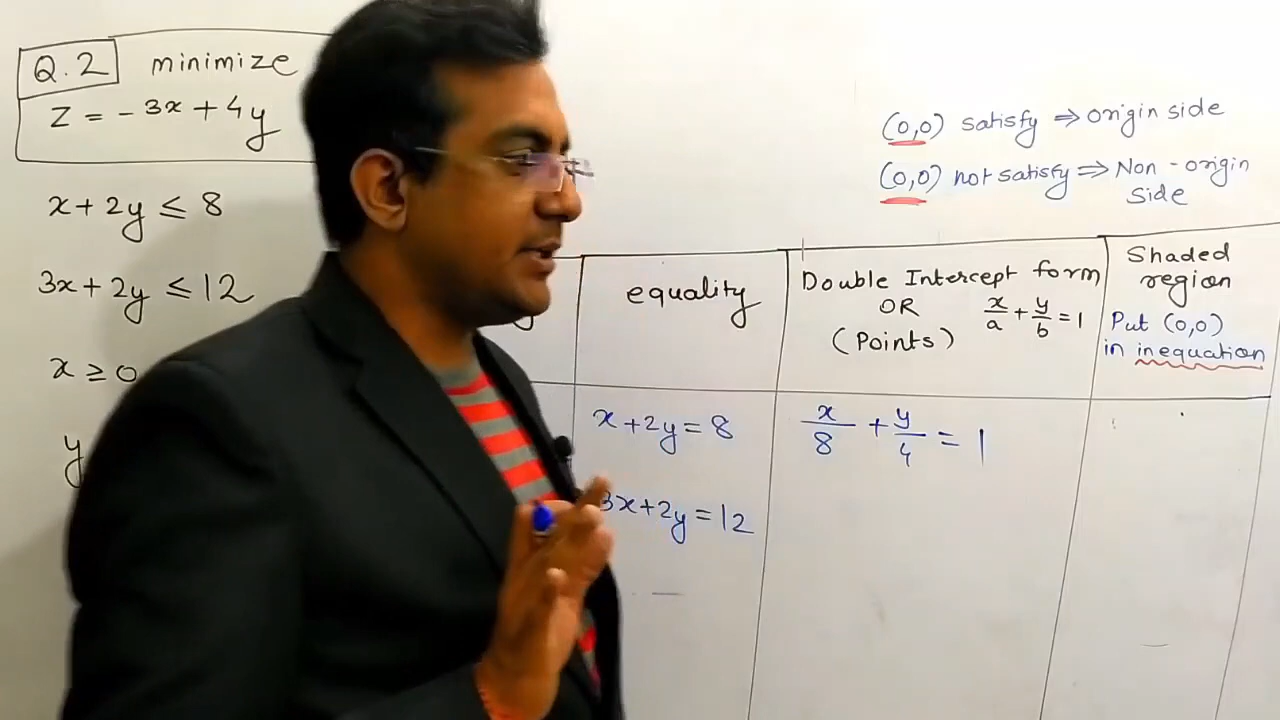 Q.2 minimize
Z = - 3x + 4y
x + 2y ≤ 8
3x + 2y ≤ 12
x ≥ 0
y
(0,0) satisfy ⇒ origin side
(0,0) not satisfy ⇒ Non - origin
Side
equality
Double Intercept form
OR
(Points)
x/a + y/b = 1
Shaded
region
Put (0,0)
in inequation
x + 2y = 8
x/8 + y/4 = 1
3x + 2y = 12